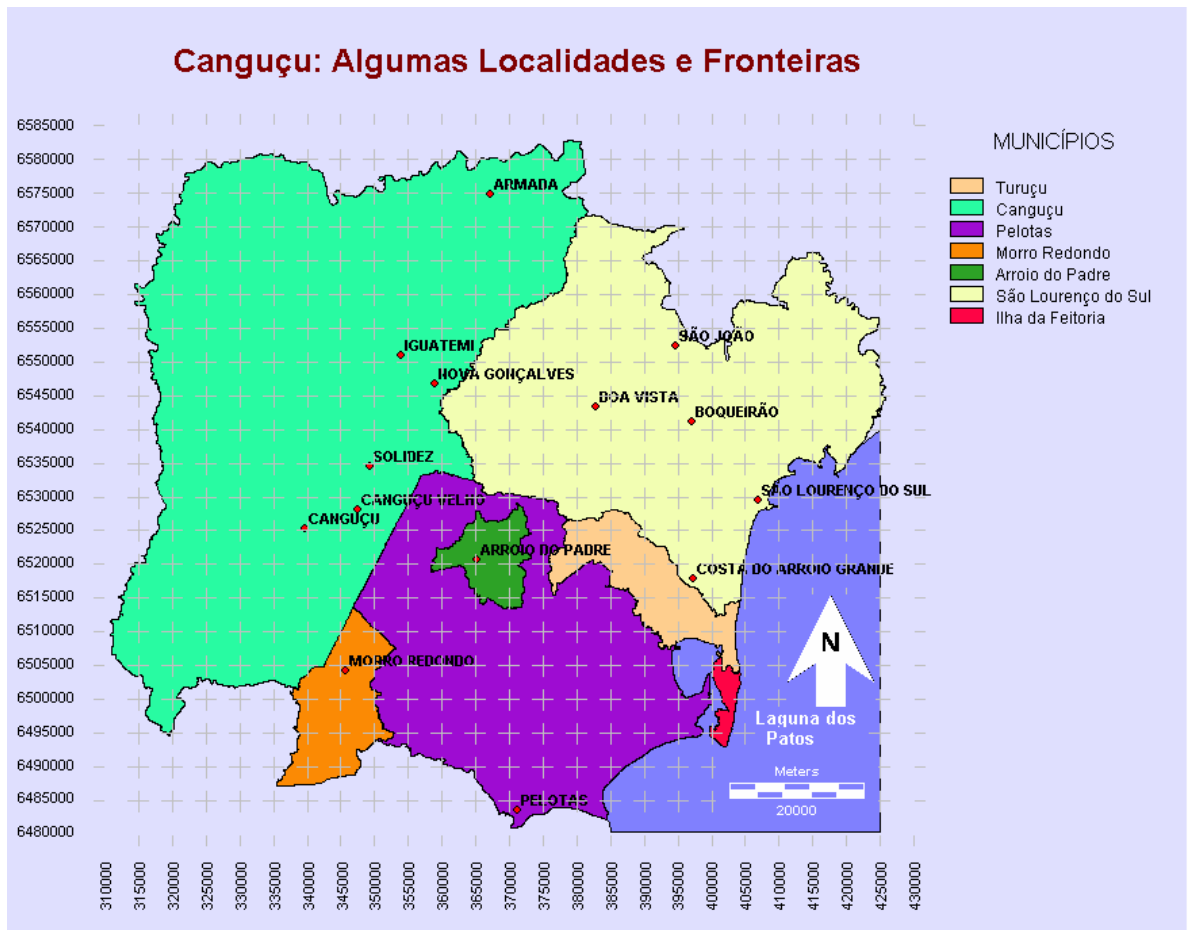 Canguçu: Algumas Localidades e Fronteiras
MUNICÍPIOS
Turuçu
Canguçu
Pelotas
Morro Redondo
Arroio do Padre
São Lourenço do Sul
Ilha da Feitoria
6585000
6580000
6575000
6570000
6565000
6560000
6555000
6550000
6545000
6540000
6535000
6530000
6525000
6520000
6515000
6510000
6505000
6500000
6495000
6490000
6485000
6480000
ARMADA
IGUATEMI
NOVA GONÇALVES
SÃO JOÃO
BOA VISTA
BOQUEIRÃO
SOLIDEZ
CANGUÇU VELHO
CANGUÇU
SÃO LOURENÇO DO SUL
ARROIO DO PADRE
COSTA DO ARROIO GRANDE
MORRO REDONDO
PELOTAS
N
Laguna dos
Patos
Meters
20000
310000
315000
320000
325000
330000
335000
340000
345000
350000
355000
360000
365000
370000
375000
380000
385000
390000
395000
400000
405000
410000
415000
420000
425000
430000